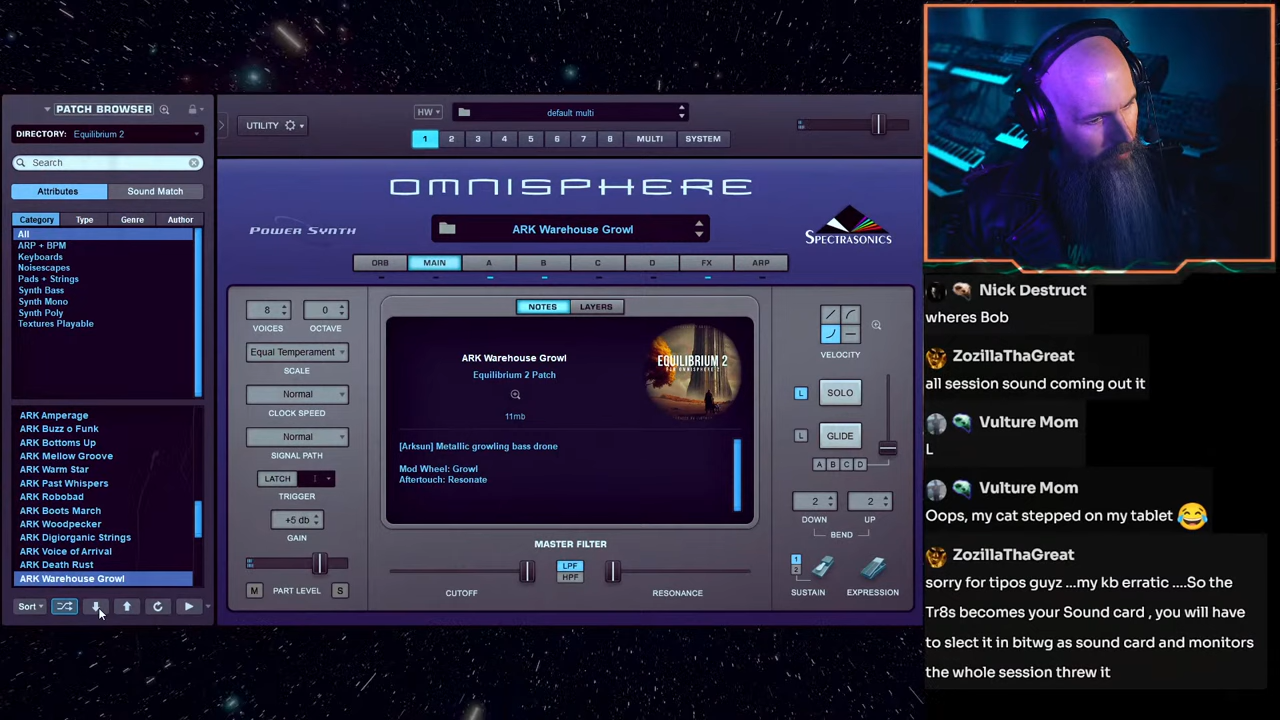 PATCH BROWSER
DIRECTORY: Equilibrium 2
Search
Attributes
Sound Match
Category
Type
Genre
Author
All
ARP + BPM
Keyboards
Noisescapes
Pads + Strings
Synth Bass
Synth Mono
Synth Poly
Textures Playable
ARK Amperage
ARK Buzz o Funk
ARK Bottoms Up
ARK Mellow Groove
ARK Warm Star
ARK Past Whispers
ARK Robobad
ARK Boots March
ARK Woodpecker
ARK Digiorganic Strings
ARK Voice of Arrival
ARK Death Rust
ARK Warehouse Growl
Sort
UTILITY
HW
default multi
1 2 3 4 5 6 7 8 MULTI SYSTEM
OMNISPHERE
POWER SYNTH
ARK Warehouse Growl
SPECTRASONICS
ORB MAIN A B C D FX ARP
8
VOICES
0
OCTAVE
Equal Temperament
SCALE
Normal
CLOCK SPEED
Normal
SIGNAL PATH
LATCH
TRIGGER
+5 db
GAIN
M PART LEVEL S
NOTES
LAYERS
ARK Warehouse Growl
Equilibrium 2 Patch
11mb
EQUILIBRIUM 2
FOR OMNISPHERE 2
[Arksun] Metallic growling bass drone
Mod Wheel: Growl
Aftertouch: Resonate
MASTER FILTER
LPF
HPF
CUTOFF
RESONANCE
VELOCITY
L SOLO
L GLIDE
A B C D
2
DOWN
2
UP
BEND
1
2
SUSTAIN
EXPRESSION
Nick Destruct
wheres Bob
ZozillaThaGreat
all session sound coming out it
Vulture Mom
L
Vulture Mom
Oops, my cat stepped on my tablet 😂
ZozillaThaGreat
sorry for tipos guyz ...my kb erratic ....So the
Tr8s becomes your Sound card , you will have
to slect it in bitwg as sound card and monitors
the whole session threw it